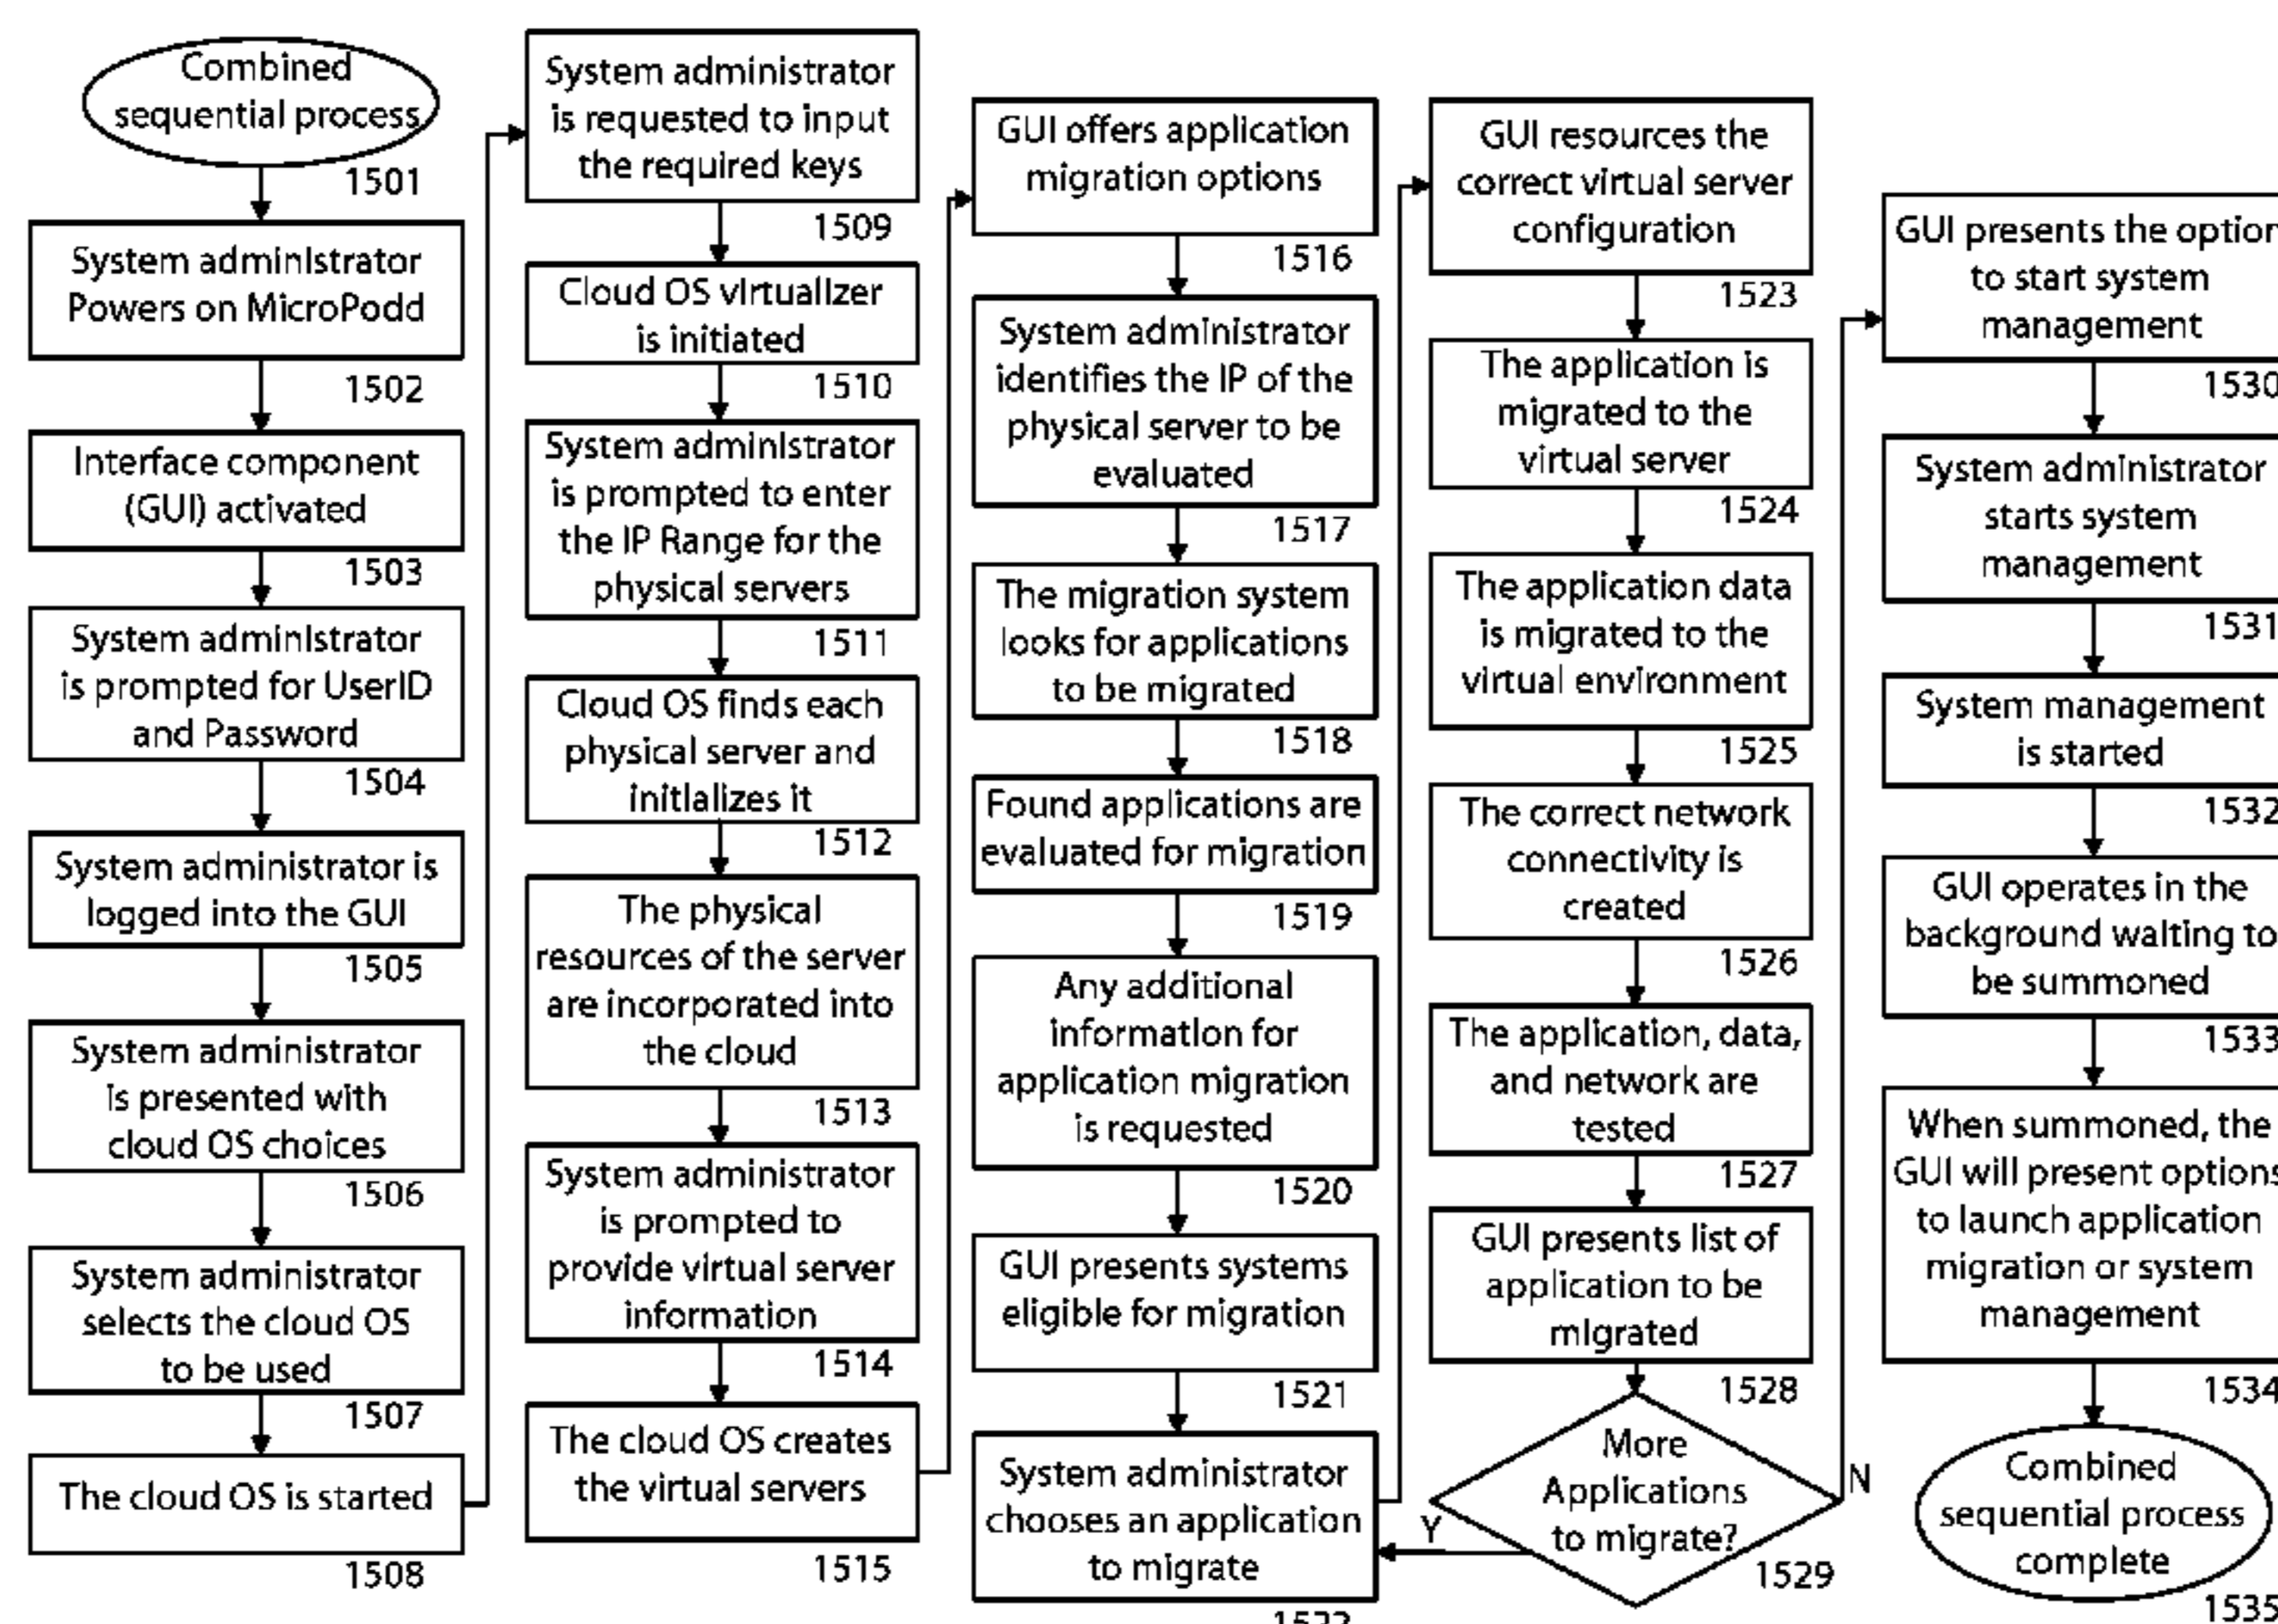 Combined
sequential process
1501
System administrator
Powers on MicroPodd
1502
Interface component
(GUI) activated
1503
System administrator
is prompted for UserID
and Password
1504
System administrator is
logged into the GUI
1505
System administrator
is presented with
cloud OS choices
1506
System administrator
selects the cloud OS
to be used
1507
The cloud OS is started
1508
System administrator
is requested to input
the required keys
1509
Cloud OS virtualizer
is initiated
1510
System administrator
is prompted to enter
the IP Range for the
physical servers
1511
Cloud OS finds each
physical server and
initializes it
1512
The physical
resources of the server
are incorporated into
the cloud
1513
System administrator
is prompted to
provide virtual server
information
1514
The cloud OS creates
the virtual servers
1515
GUI offers application
migration options
1516
System administrator
identifies the IP of the
physical server to be
evaluated
1517
The migration system
looks for applications
to be migrated
1518
Found applications are
evaluated for migration
1519
Any additional
information for
application migration
is requested
1520
GUI presents systems
eligible for migration
1521
System administrator
chooses an application
to migrate
GUI resources the
correct virtual server
configuration
1523
The application is
migrated to the
virtual server
1524
The application data
is migrated to the
virtual environment
1525
The correct network
connectivity is
created
1526
The application, data,
and network are
tested
1527
GUI presents list of
application to be
migrated
1528
More
Applications
to migrate?
Y
N
1529
GUI presents the option
to start system
management
1530
System administrator
starts system
management
1531
System management
is started
1532
GUI operates in the
background waiting to
be summoned
1533
When summoned, the
GUI will present options
to launch application
migration or system
management
1534
Combined
sequential process
complete
1535